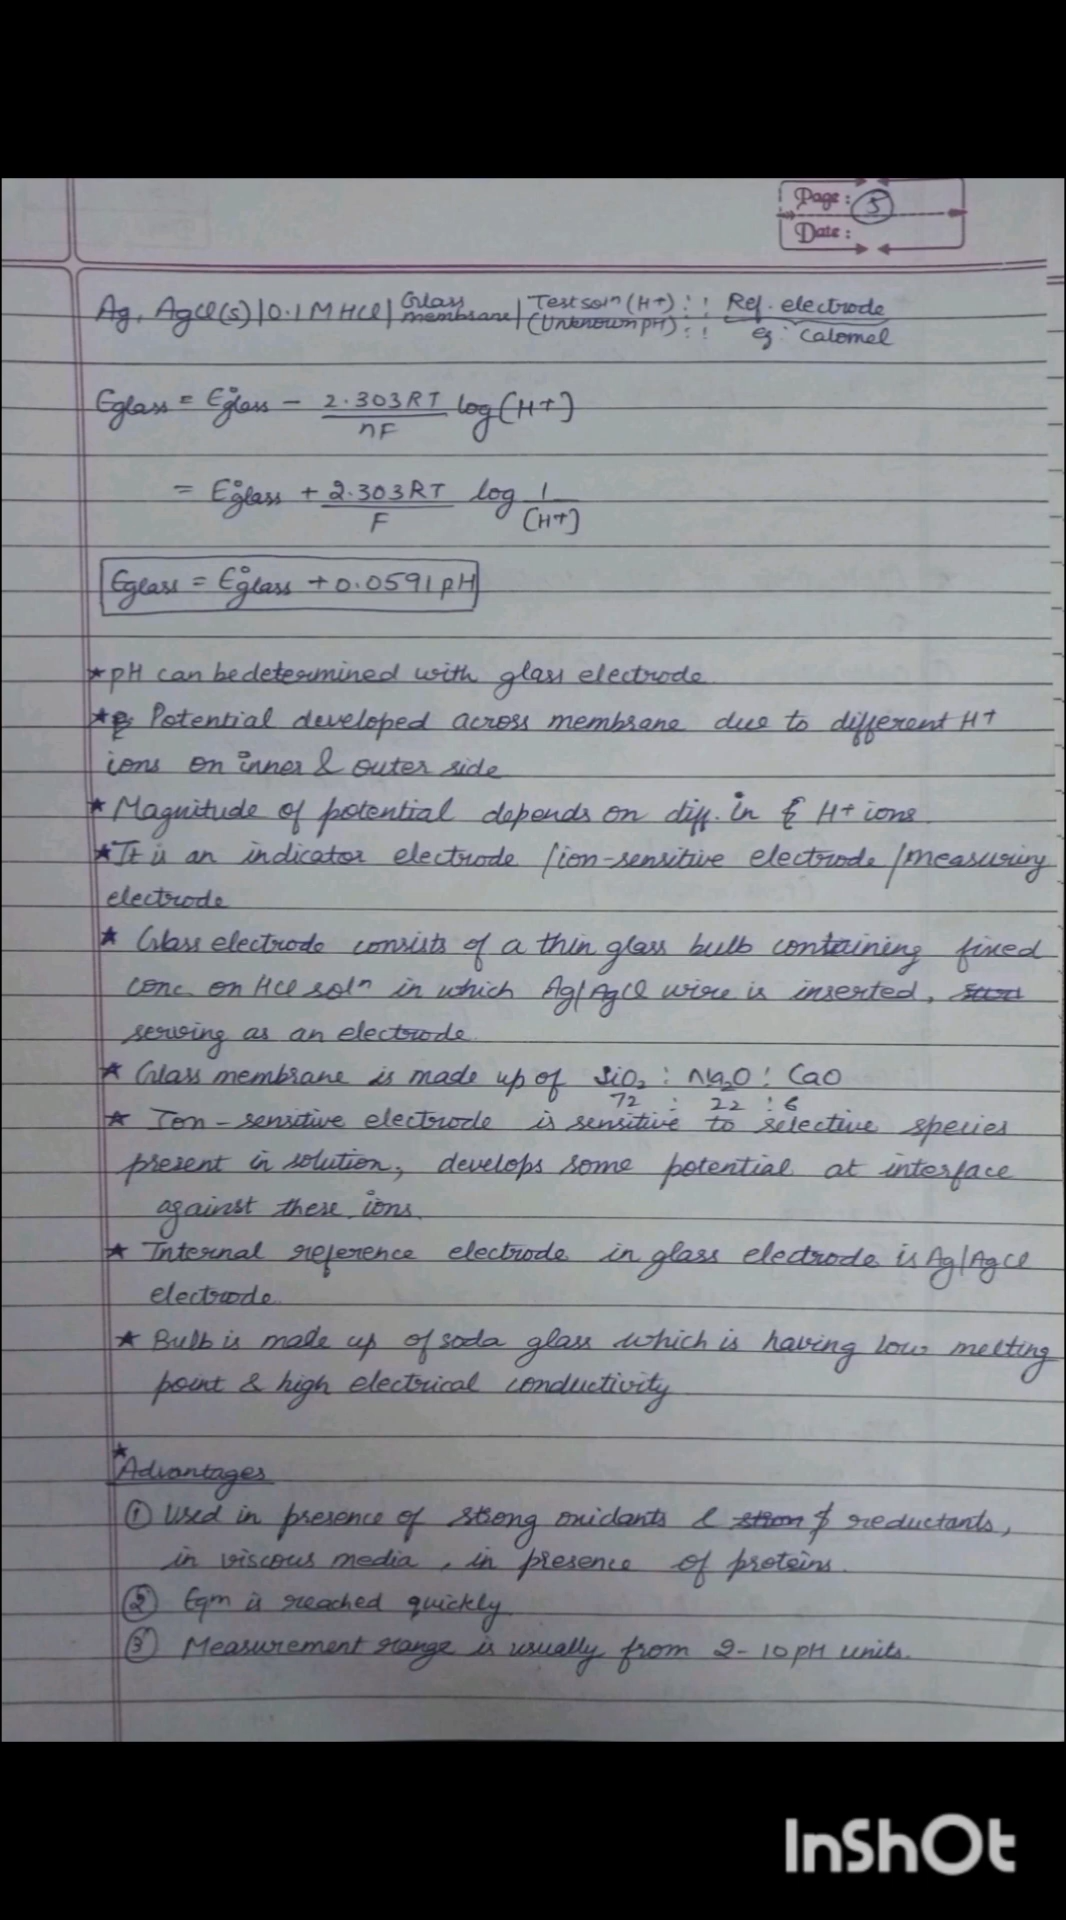 Page: 5
Date:
Ag, AgCl(s)|0.1MHCl| Glass membrane | Test soln (H+) :: Ref. electrode
(Unknown pH) :: eg. Calomel
Eglass = E°glass - 2.303RT/nF log(H+]
= E°glass + 2.303RT/F log 1/(H+]
Eglass = E°glass + 0.0591pH
★ pH can be determined with glass electrode.
★ Potential developed across membrane due to different H+
ions on inner & outer side
★ Magnitude of potential depends on diff. in H+ ions.
★ It is an indicator electrode /ion-sensitive electrode/measuring
electrode
★ Glass electrode consists of a thin glass bulb containing fixed
conc. on HCl soln in which Ag/AgCl wire is inserted,
serving as an electrode.
★ Glass membrane is made up of SiO2 : Na2O : CaO
72 : 22 : 6
★ Ion-sensitive electrode is sensitive to selective species
present in solution, develops some potential at interface
against these ions.
★ Internal reference electrode in glass electrode is Ag/AgCl
electrode.
★ Bulb is made up of soda glass which is having low melting
point & high electrical conductivity
★ Advantages
① Used in presence of strong oxidants & reductants,
in viscous media, in presence of proteins.
② Eqm is reached quickly.
③ Measurement range is usually from 2-10 pH units.
InShOt